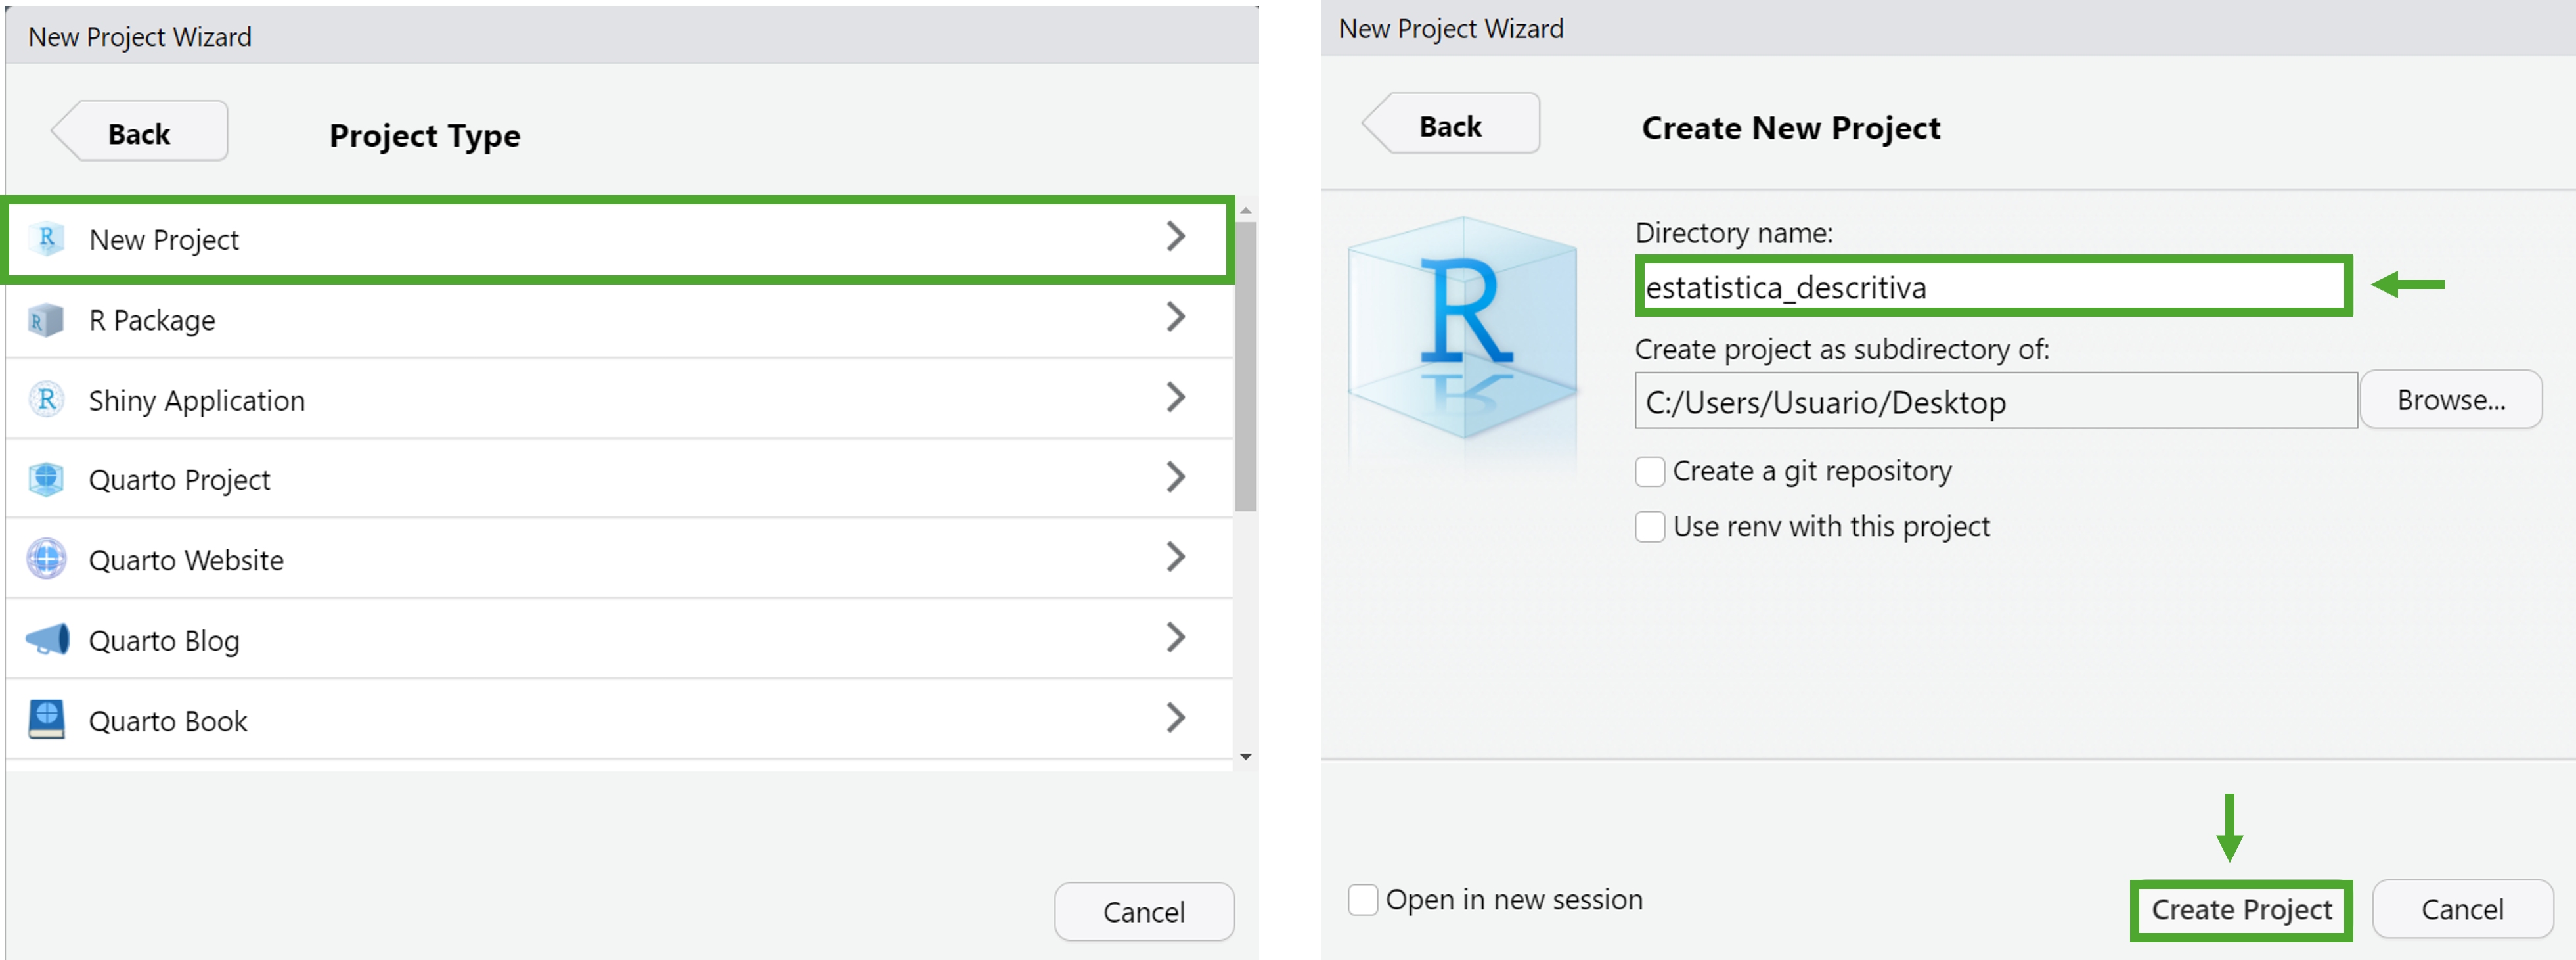 New Project Wizard
Back
Project Type
New Project
R Package
Shiny Application
Quarto Project
Quarto Website
Quarto Blog
Quarto Book
Cancel
New Project Wizard
Back
Create New Project
R
Directory name:
estatistica_descritiva
Create project as subdirectory of:
C:/Users/Usuario/Desktop
Browse...
Create a git repository
Use renv with this project
Open in new session
Create Project
Cancel